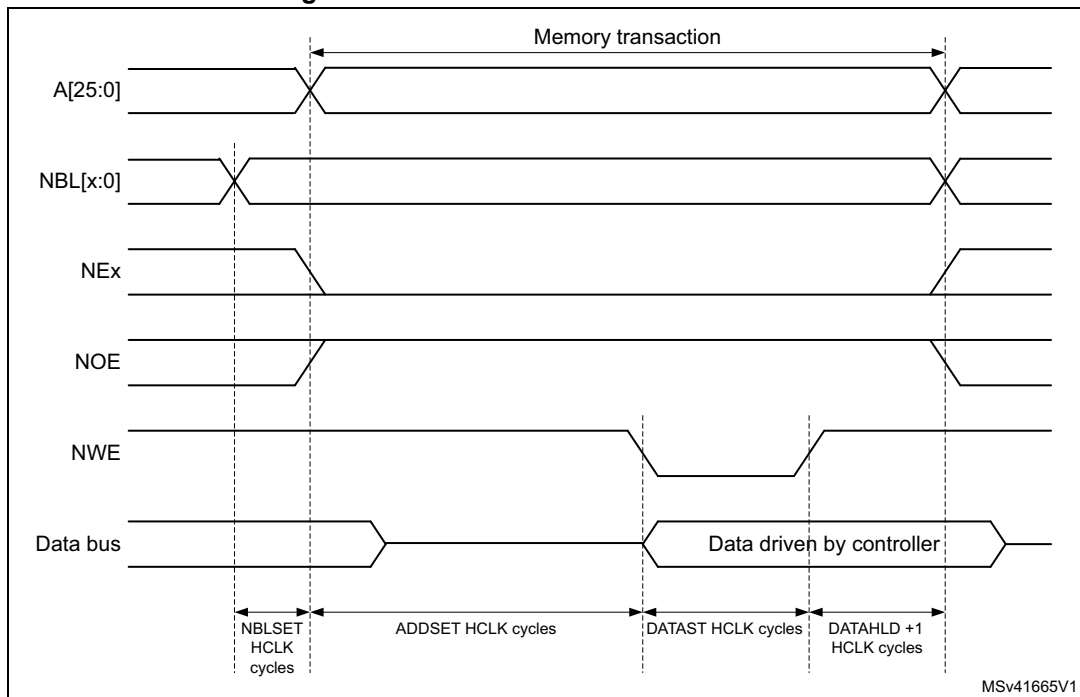 Memory transaction
A[25:0]
NBL[x:0]
NEx
NOE
NWE
Data bus
Data driven by controller
NBLSET
HCLK
cycles
ADDSET HCLK cycles
DATAST HCLK cycles
DATAHLD +1
HCLK cycles
MSv41665V1